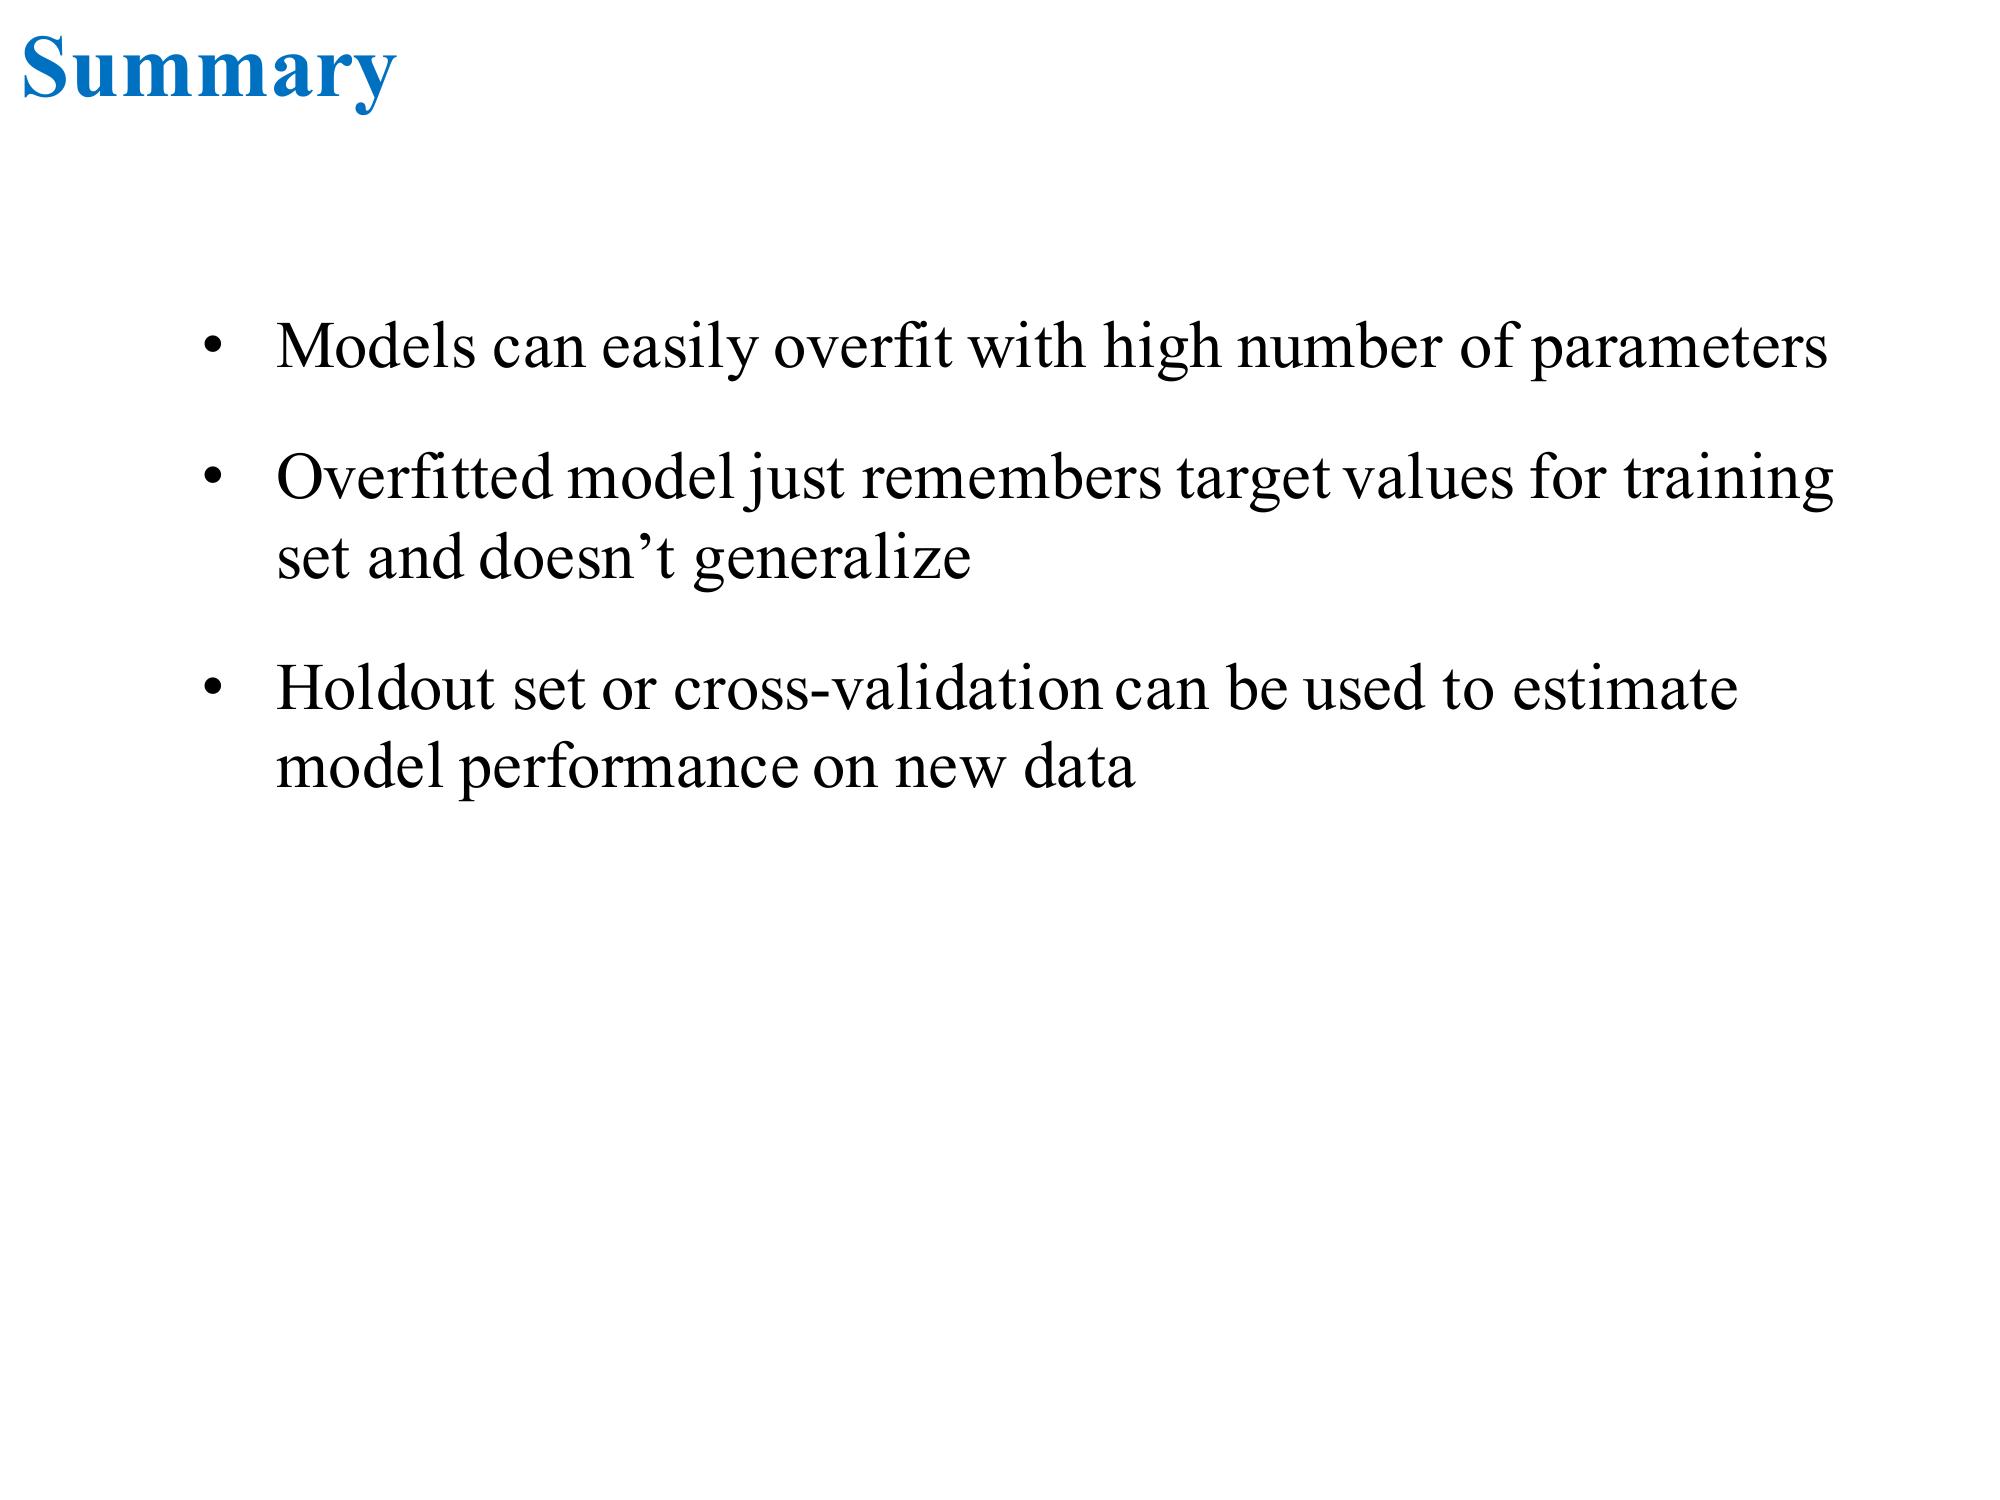 Summary
• Models can easily overfit with high number of parameters
• Overfitted model just remembers target values for training
set and doesn’t generalize
• Holdout set or cross-validation can be used to estimate
model performance on new data